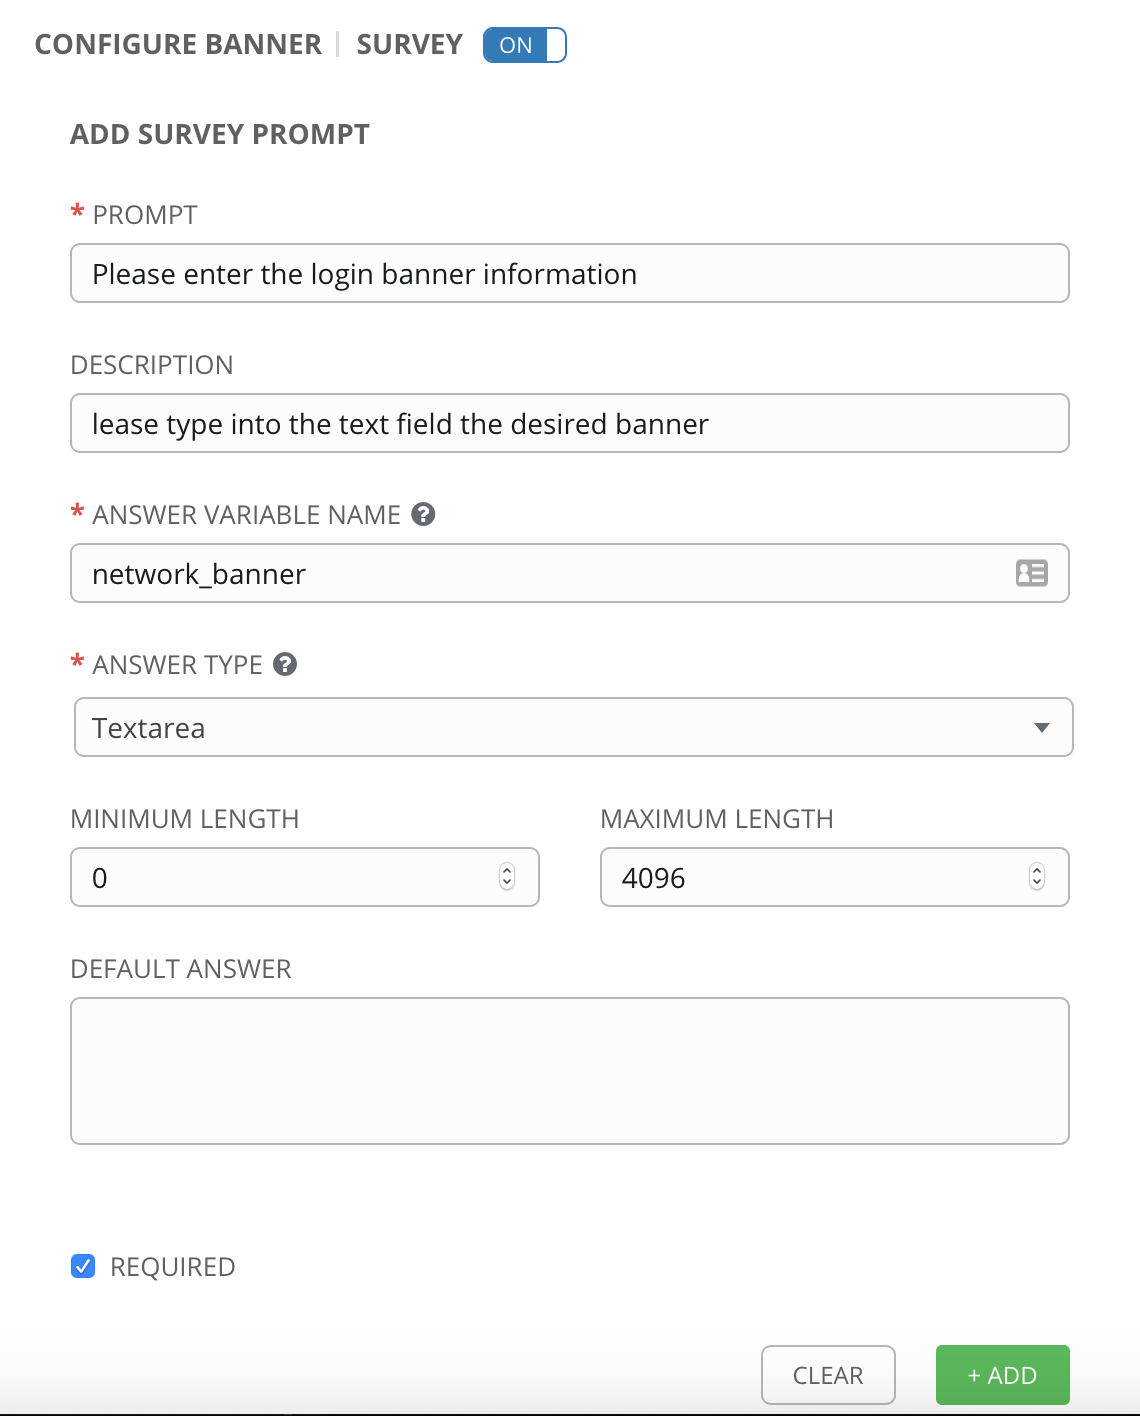 CONFIGURE BANNER | SURVEY ON
ADD SURVEY PROMPT
* PROMPT
Please enter the login banner information
DESCRIPTION
lease type into the text field the desired banner
* ANSWER VARIABLE NAME ?
network_banner
* ANSWER TYPE ?
Textarea
MINIMUM LENGTH MAXIMUM LENGTH
0 4096
DEFAULT ANSWER
REQUIRED
CLEAR + ADD